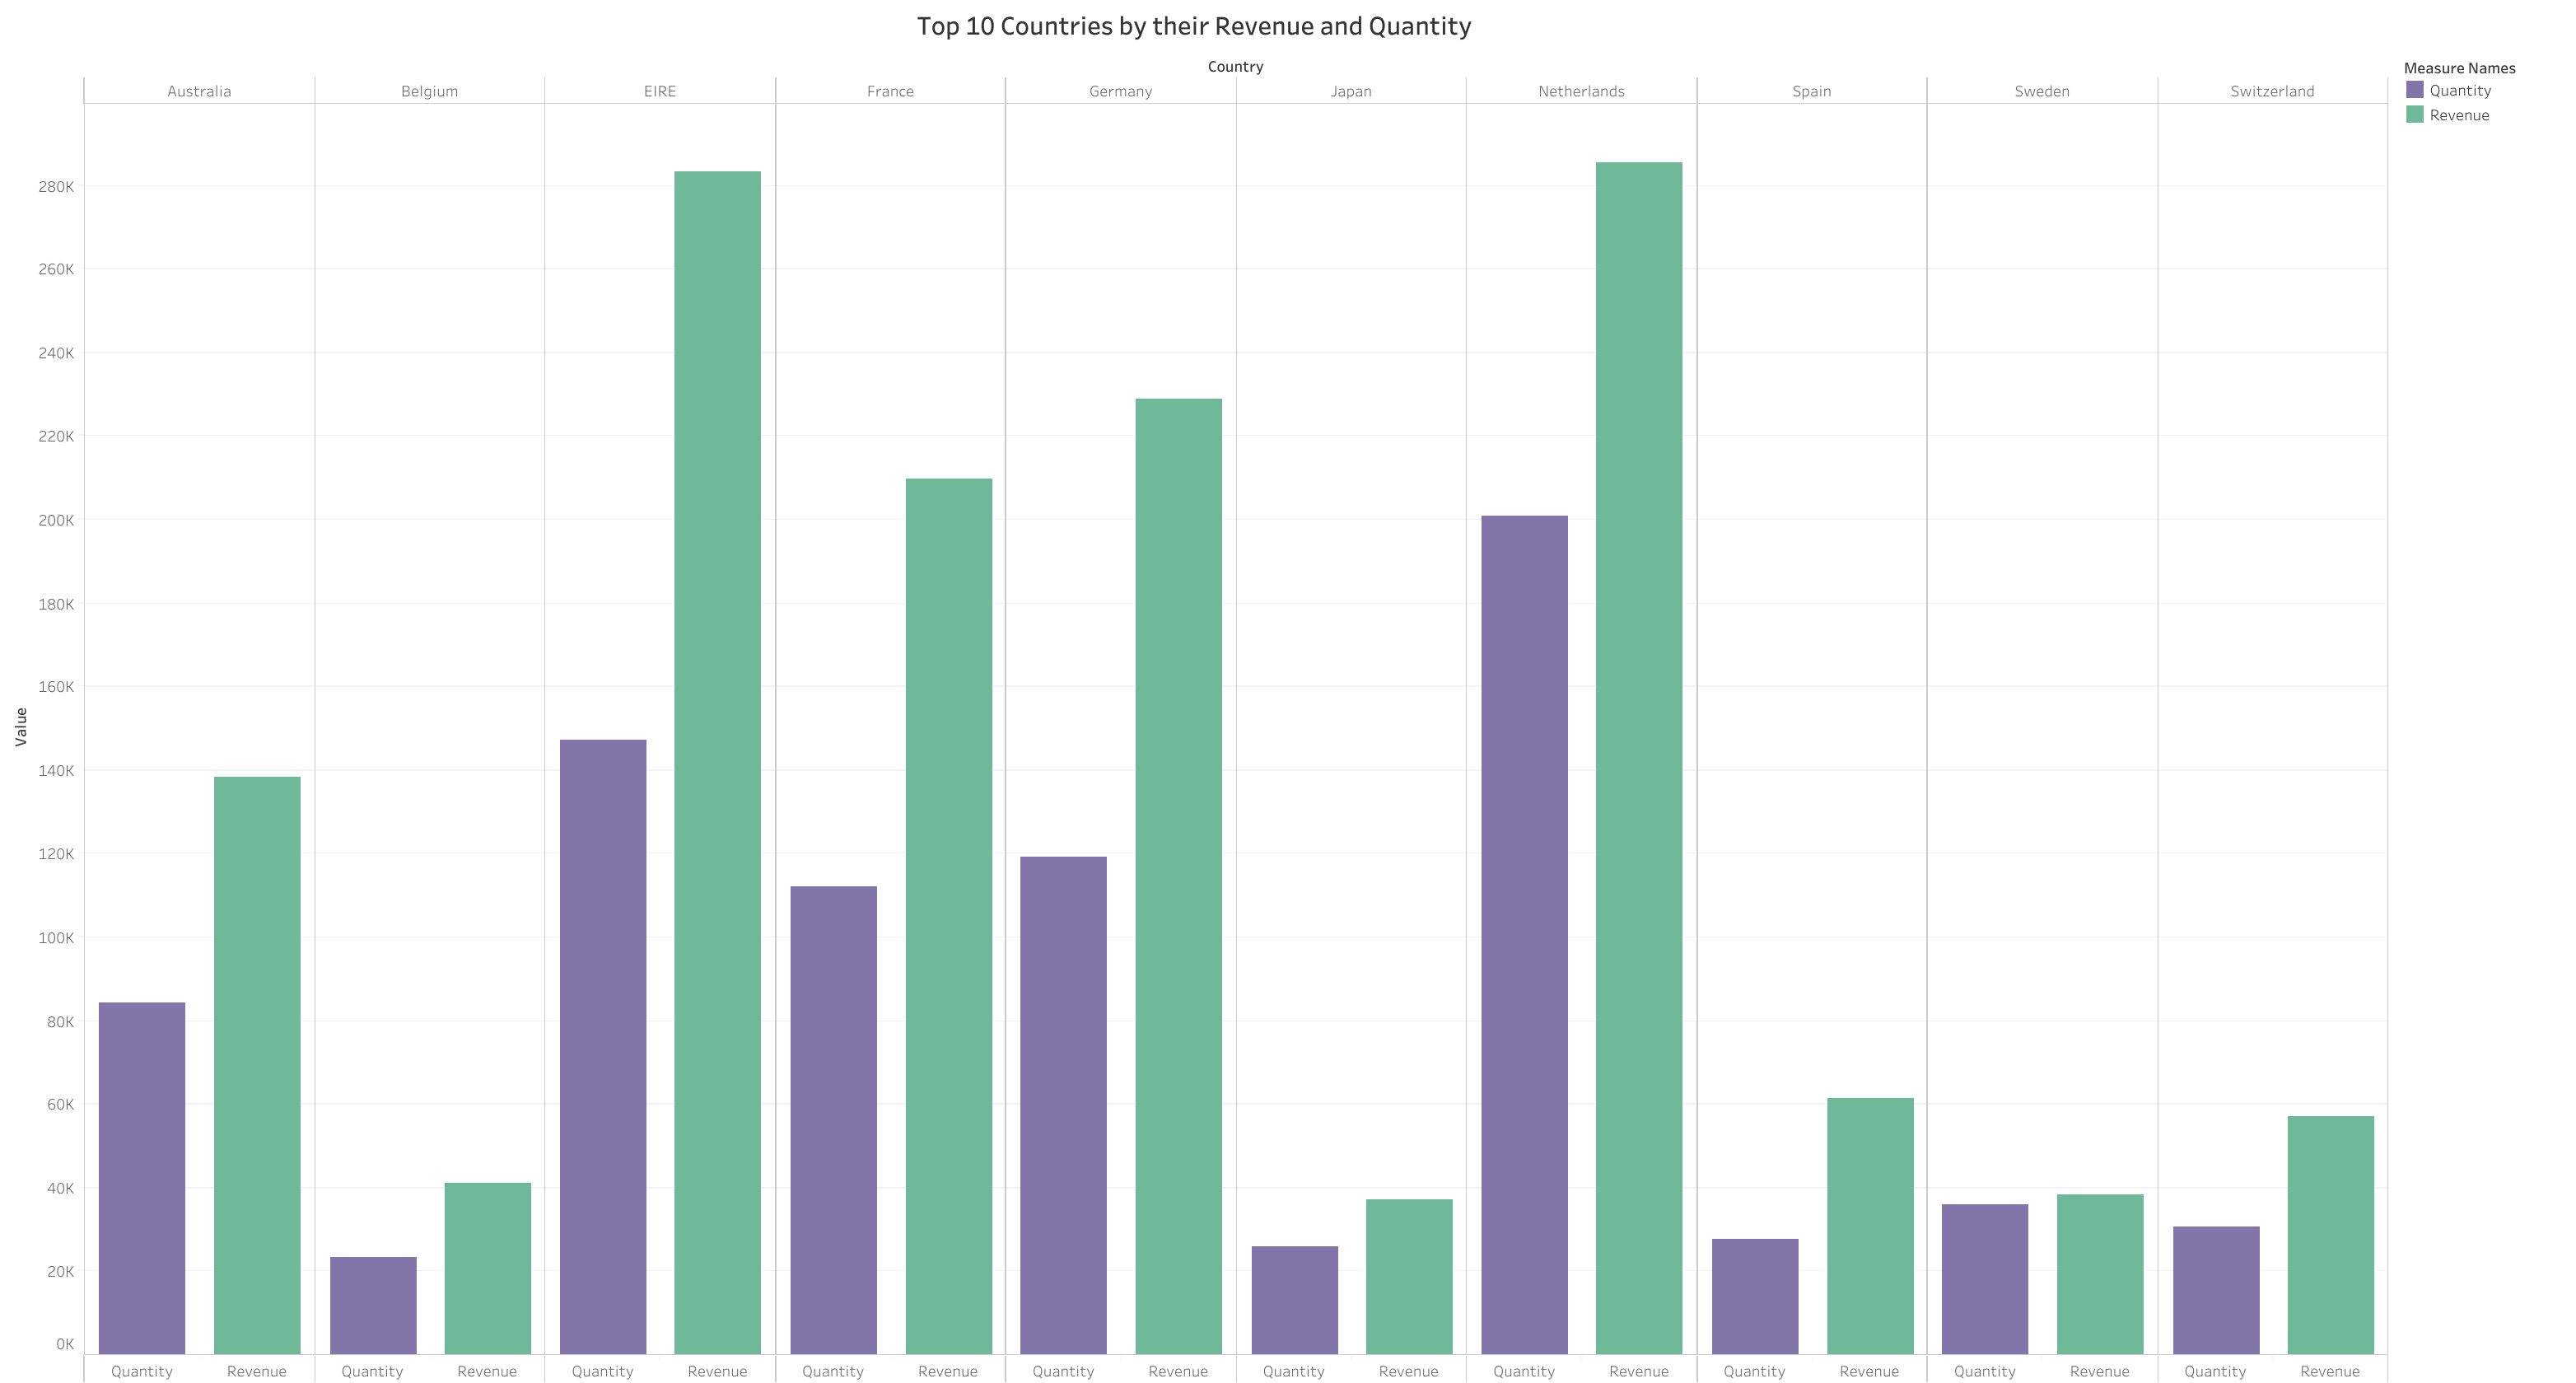 Top 10 Countries by their Revenue and Quantity
Country
Australia Belgium EIRE France Germany Japan Netherlands Spain Sweden Switzerland
Measure Names
Quantity
Revenue
280K
260K
240K
220K
200K
180K
160K
140K
120K
100K
80K
60K
40K
20K
0K
Value
Quantity Revenue Quantity Revenue Quantity Revenue Quantity Revenue Quantity Revenue Quantity Revenue Quantity Revenue Quantity Revenue Quantity Revenue Quantity Revenue